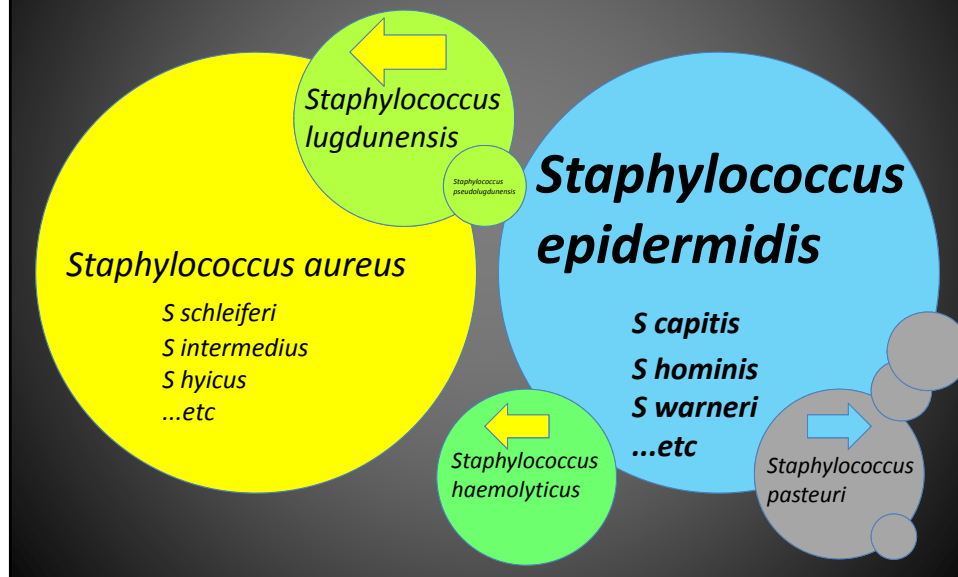 Staphylococcus
lugdunensis
Staphylococcus
pseudolugdunensis
Staphylococcus
epidermidis
Staphylococcus aureus
S schleiferi
S intermedius
S hyicus
...etc
S capitis
S hominis
S warneri
...etc
Staphylococcus
haemolyticus
Staphylococcus
pasteuri